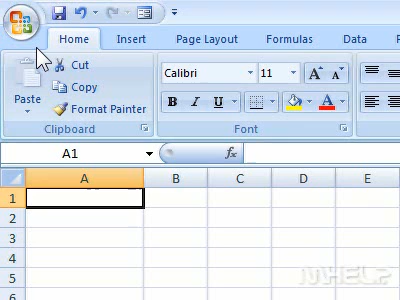 Home Insert Page Layout Formulas Data
Cut
Calibri 11 A A
Copy
Paste
Format Painter
B I U A
Clipboard Font
A1 fx
A B C D E
1
2
3
4
5
6
MHELP